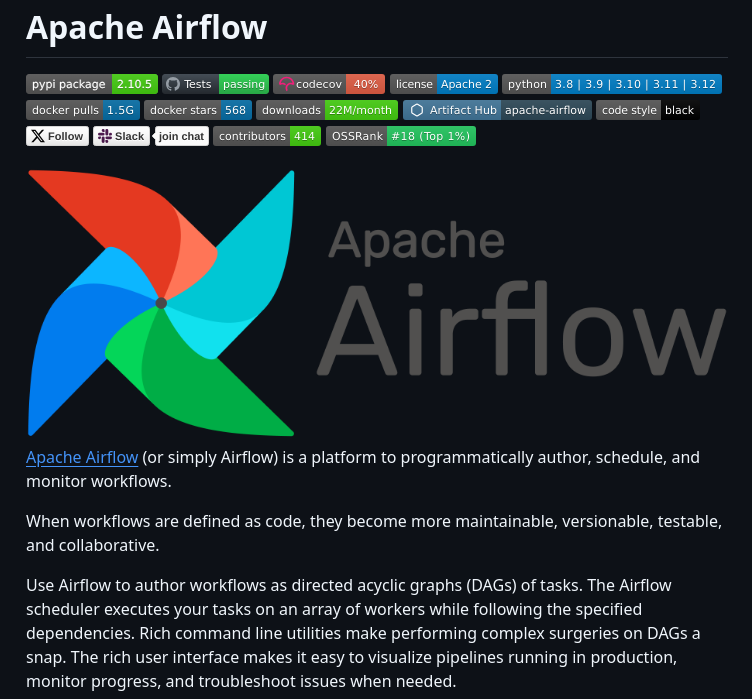 Apache Airflow
pypi package 2.10.5 Tests passing codecov 40% license Apache 2 python 3.8 | 3.9 | 3.10 | 3.11 | 3.12
docker pulls 1.5G docker stars 568 downloads 22M/month Artifact Hub apache-airflow code style black
Follow Slack join chat contributors 414 OSSRank #18 (Top 1%)
Apache
Airflow
Apache Airflow (or simply Airflow) is a platform to programmatically author, schedule, and
monitor workflows.
When workflows are defined as code, they become more maintainable, versionable, testable,
and collaborative.
Use Airflow to author workflows as directed acyclic graphs (DAGs) of tasks. The Airflow
scheduler executes your tasks on an array of workers while following the specified
dependencies. Rich command line utilities make performing complex surgeries on DAGs a
snap. The rich user interface makes it easy to visualize pipelines running in production,
monitor progress, and troubleshoot issues when needed.